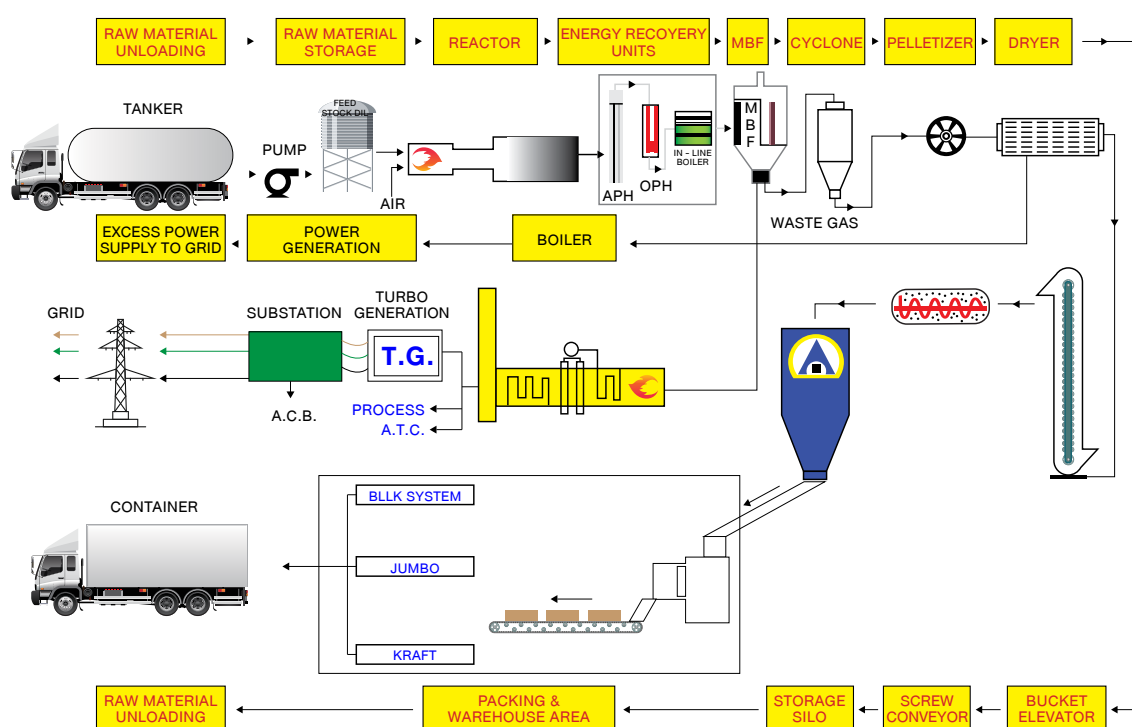 RAW MATERIAL
UNLOADING
RAW MATERIAL
STORAGE
REACTOR
ENERGY RECOYERY
UNITS
MBF
CYCLONE
PELLETIZER
DRYER
TANKER
FEED
STOCK DIL.
PUMP
AIR
APH
OPH
IN - LINE
BOILER
M
B
F
WASTE GAS
EXCESS POWER
SUPPLY TO GRID
POWER
GENERATION
BOILER
GRID
SUBSTATION
TURBO
GENERATION
T.G.
A.C.B.
PROCESS
A.T.C.
CONTAINER
BLLK SYSTEM
JUMBO
KRAFT
RAW MATERIAL
UNLOADING
PACKING &
WAREHOUSE AREA
STORAGE
SILO
SCREW
CONVEYOR
BUCKET
ELEVATOR